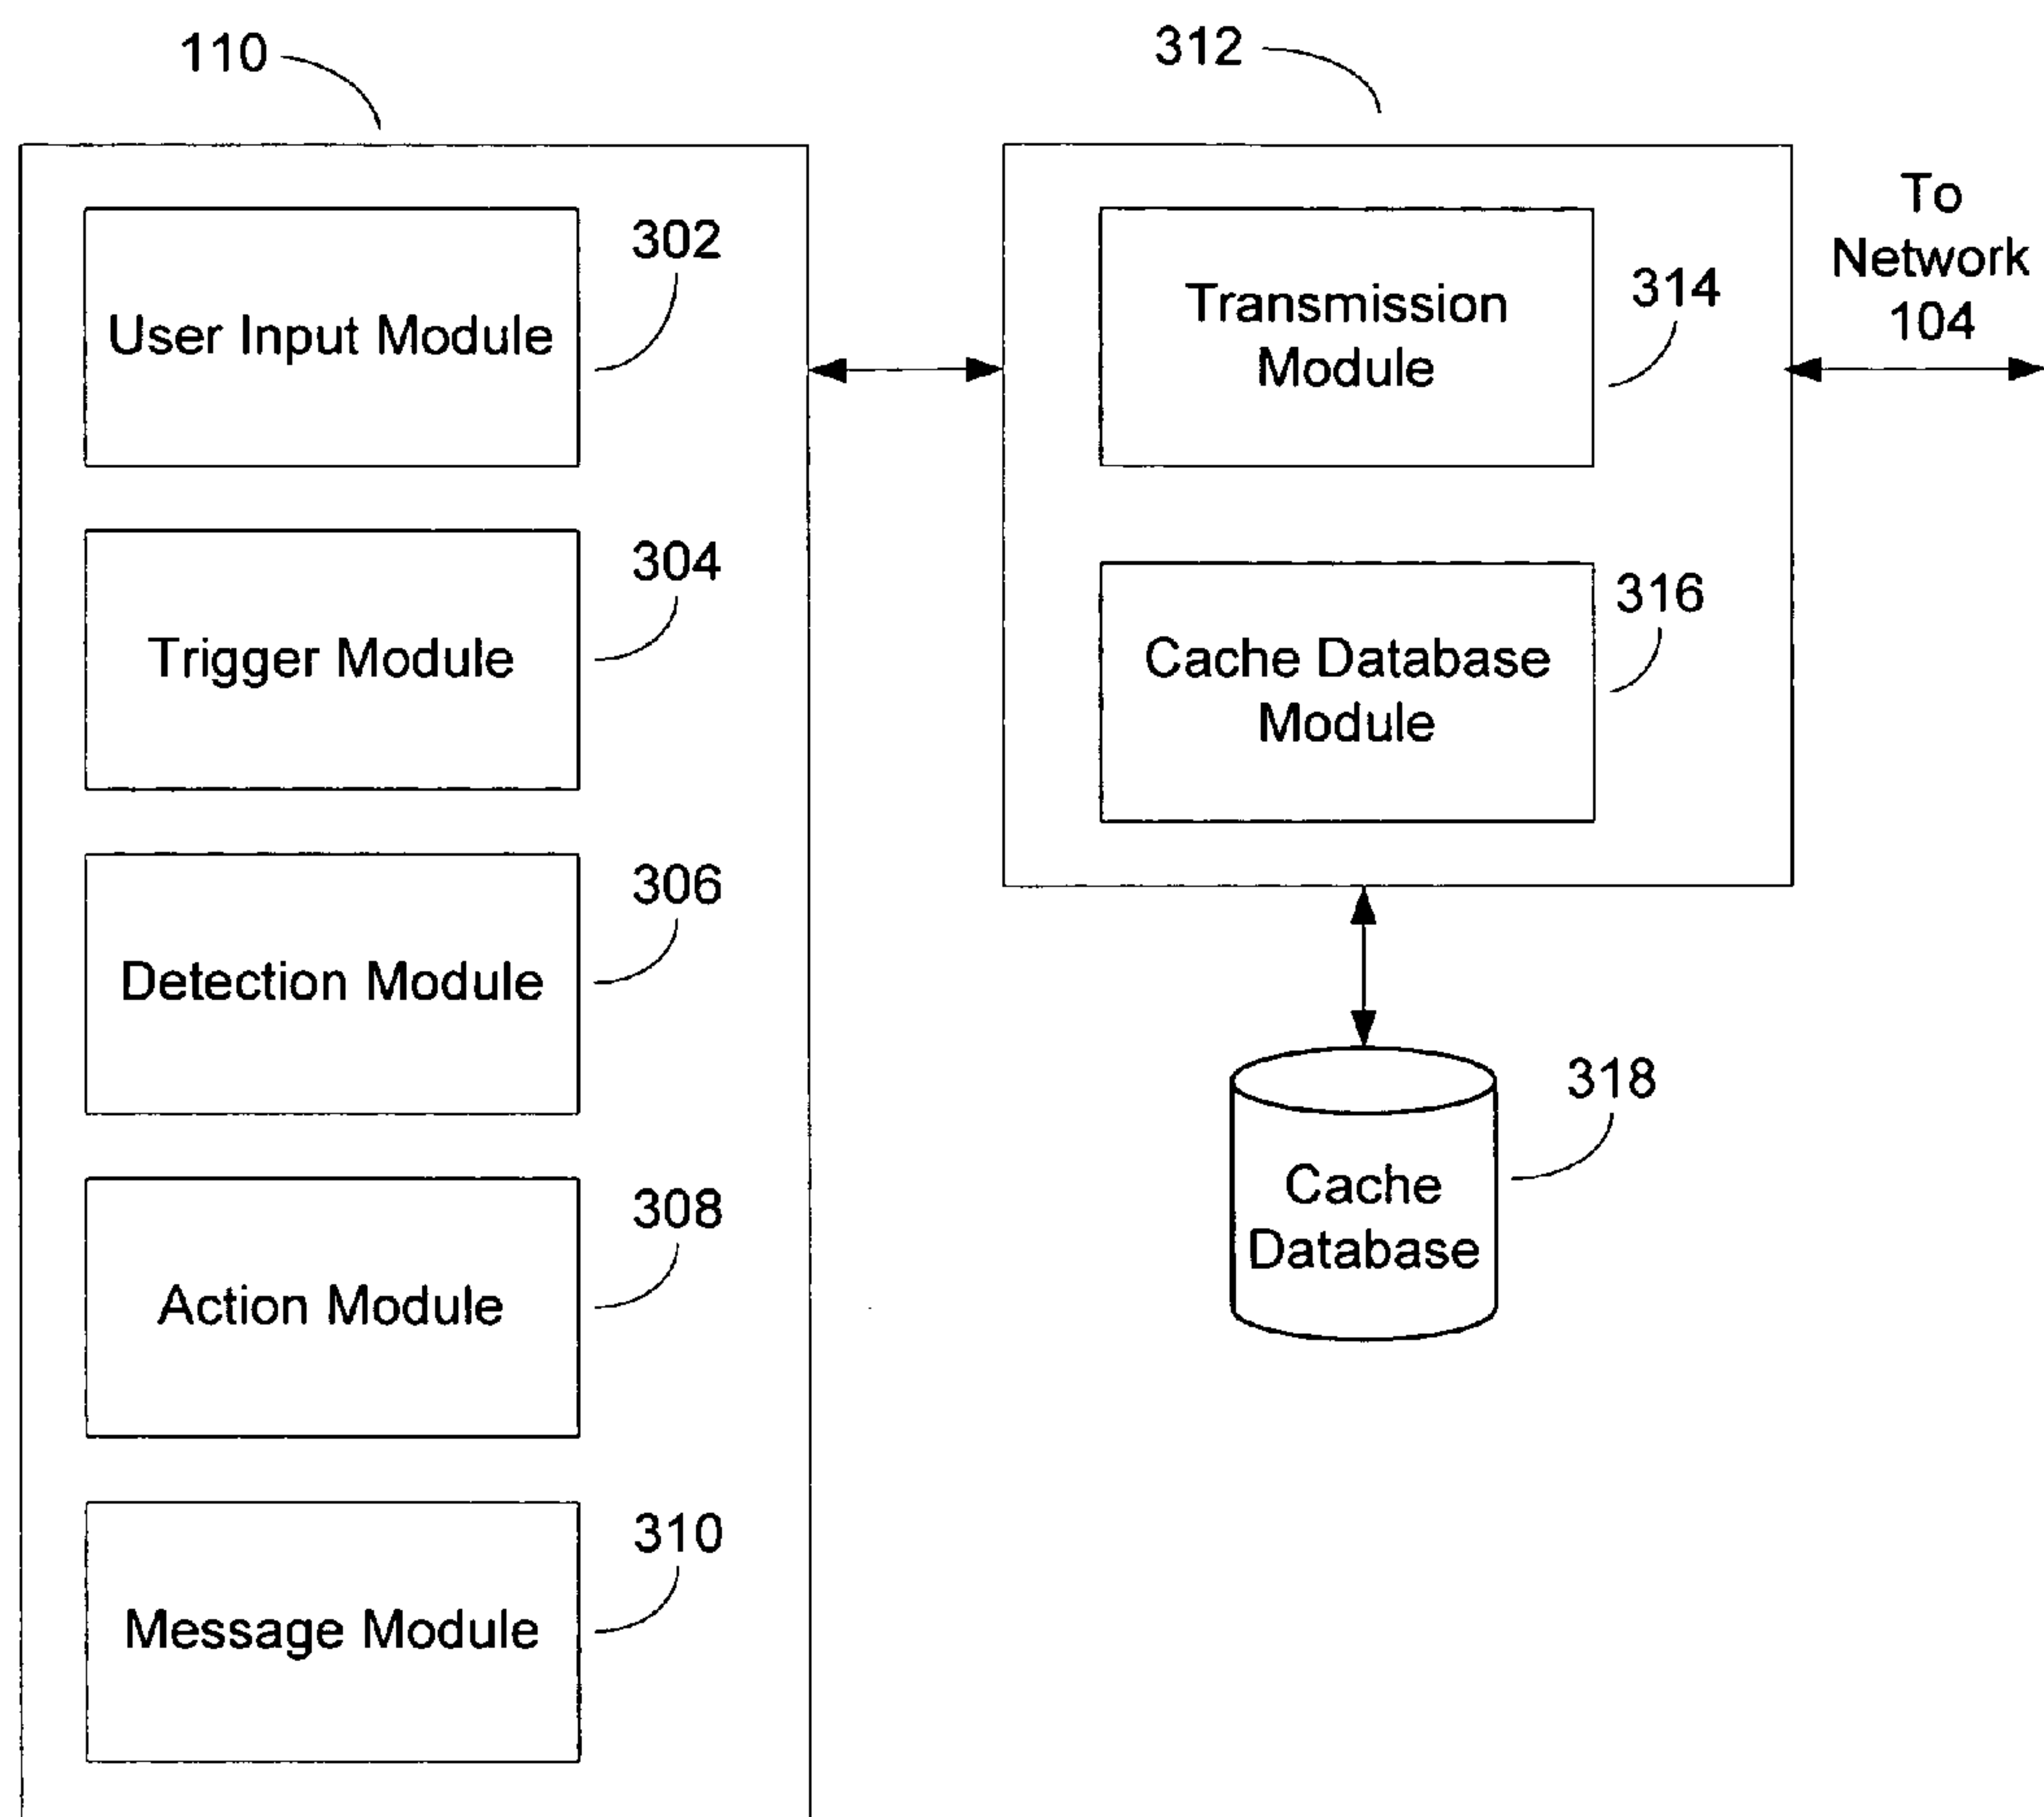 110
312
User Input Module
302
Trigger Module
304
Detection Module
306
Action Module
308
Message Module
310
Transmission
Module
314
Cache Database
Module
316
To
Network
104
Cache
Database
318